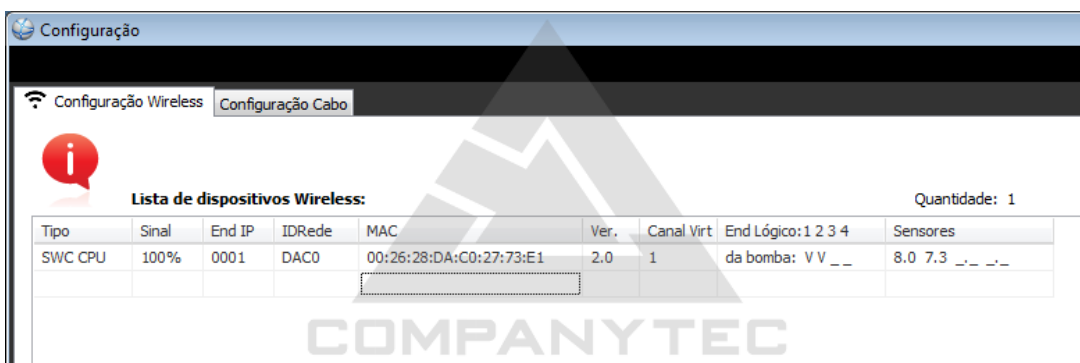 Configuração
Configuração Wireless Configuração Cabo
i
Lista de dispositivos Wireless: Quantidade: 1
Tipo Sinal End IP IDRede MAC Ver. Canal Virt End Lógico:1 2 3 4 Sensores
SWC CPU 100% 0001 DAC0 00:26:28:DA:C0:27:73:E1 2.0 1 da bomba: V V _ _ 8.0 7.3 _._ _._
COMPANYTEC